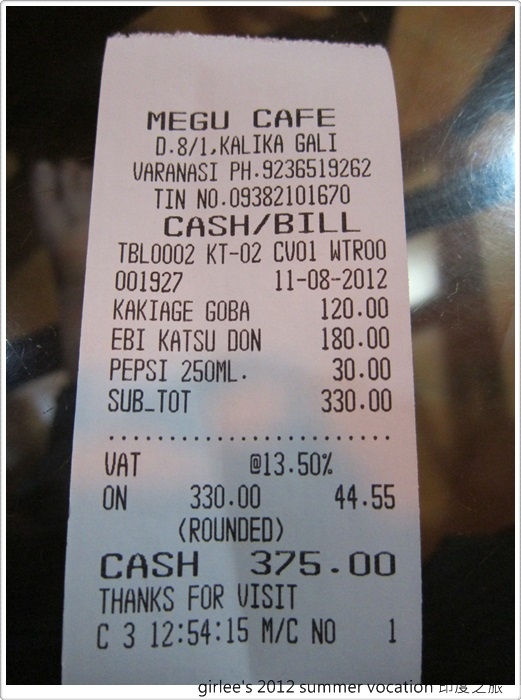 MEGU CAFE
D.8/1,KALIKA GALI
VARANASI PH.9236519262
TIN NO.09382101670
CASH/BILL
TBL0002 KT-02 CV01 WTR00
001927 11-08-2012
KAKIAGE GOBA 120.00
EBI KATSU DON 180.00
PEPSI 250ML. 30.00
SUB_TOT 330.00
........................
VAT @13.50%
ON 330.00 44.55
(ROUNDED)
CASH 375.00
THANKS FOR VISIT
C 3 12:54:15 M/C NO 1
girlee's 2012 summer vocation 印度之旅